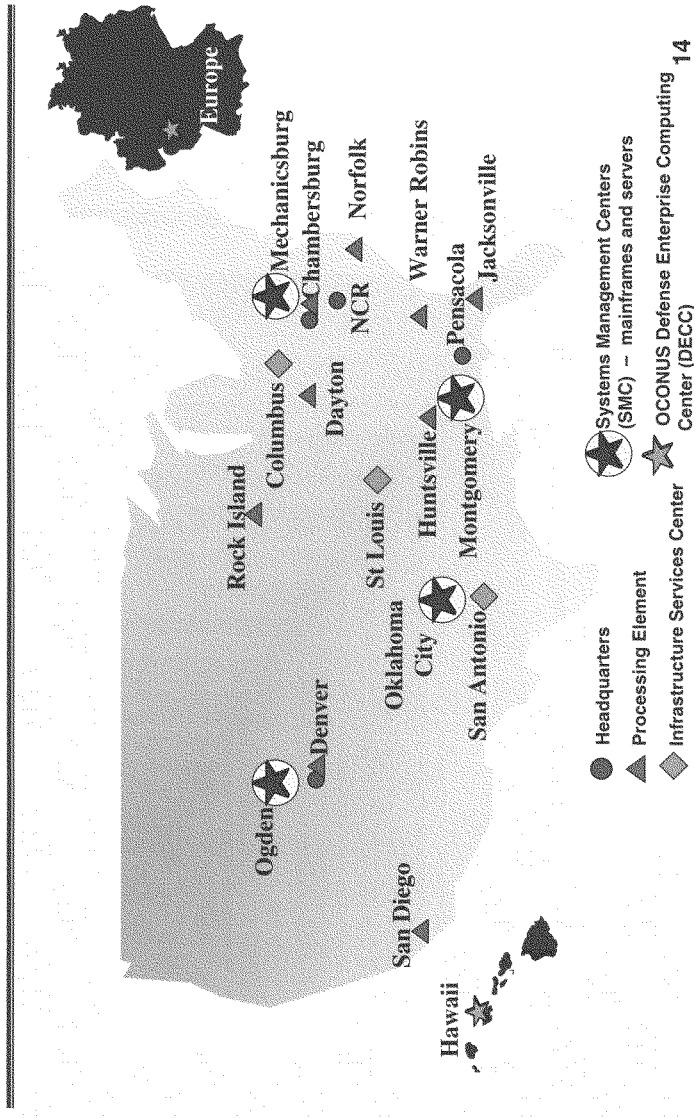 Europe
Mechanicsburg
Chambersburg
Columbus
NCR
Norfolk
Dayton
Rock Island
Ogden
Denver
St Louis
Warner Robins
Huntsville
Pensacola
Jacksonville
Montgomery
Oklahoma
City
San Antonio
San Diego
Hawaii
Headquarters
Processing Element
Infrastructure Services Center
Systems Management Centers
(SMC) – mainframes and servers
OCONUS Defense Enterprise Computing
Center (DECC)
14